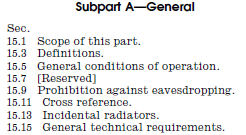 Subpart A—General
Sec.
15.1 Scope of this part.
15.3 Definitions.
15.5 General conditions of operation.
15.7 [Reserved]
15.9 Prohibition against eavesdropping.
15.11 Cross reference.
15.13 Incidental radiators.
15.15 General technical requirements.